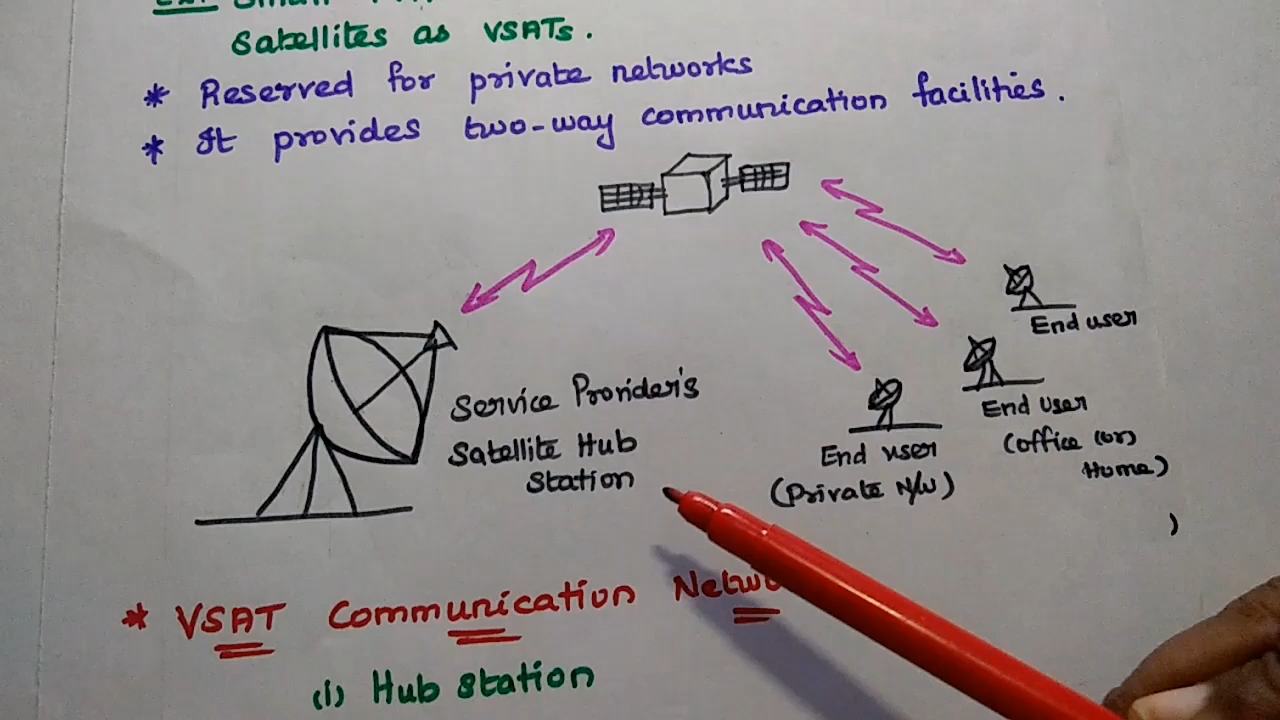 Satellites as VSATs.
* Reserved for private networks
* It provides two-way communication facilities.
End user
Service Provider's
Satellite Hub
Station
End user
(office (or)
Home)
End user
(Private N/W)
* VSAT Communication
(i) Hub Station